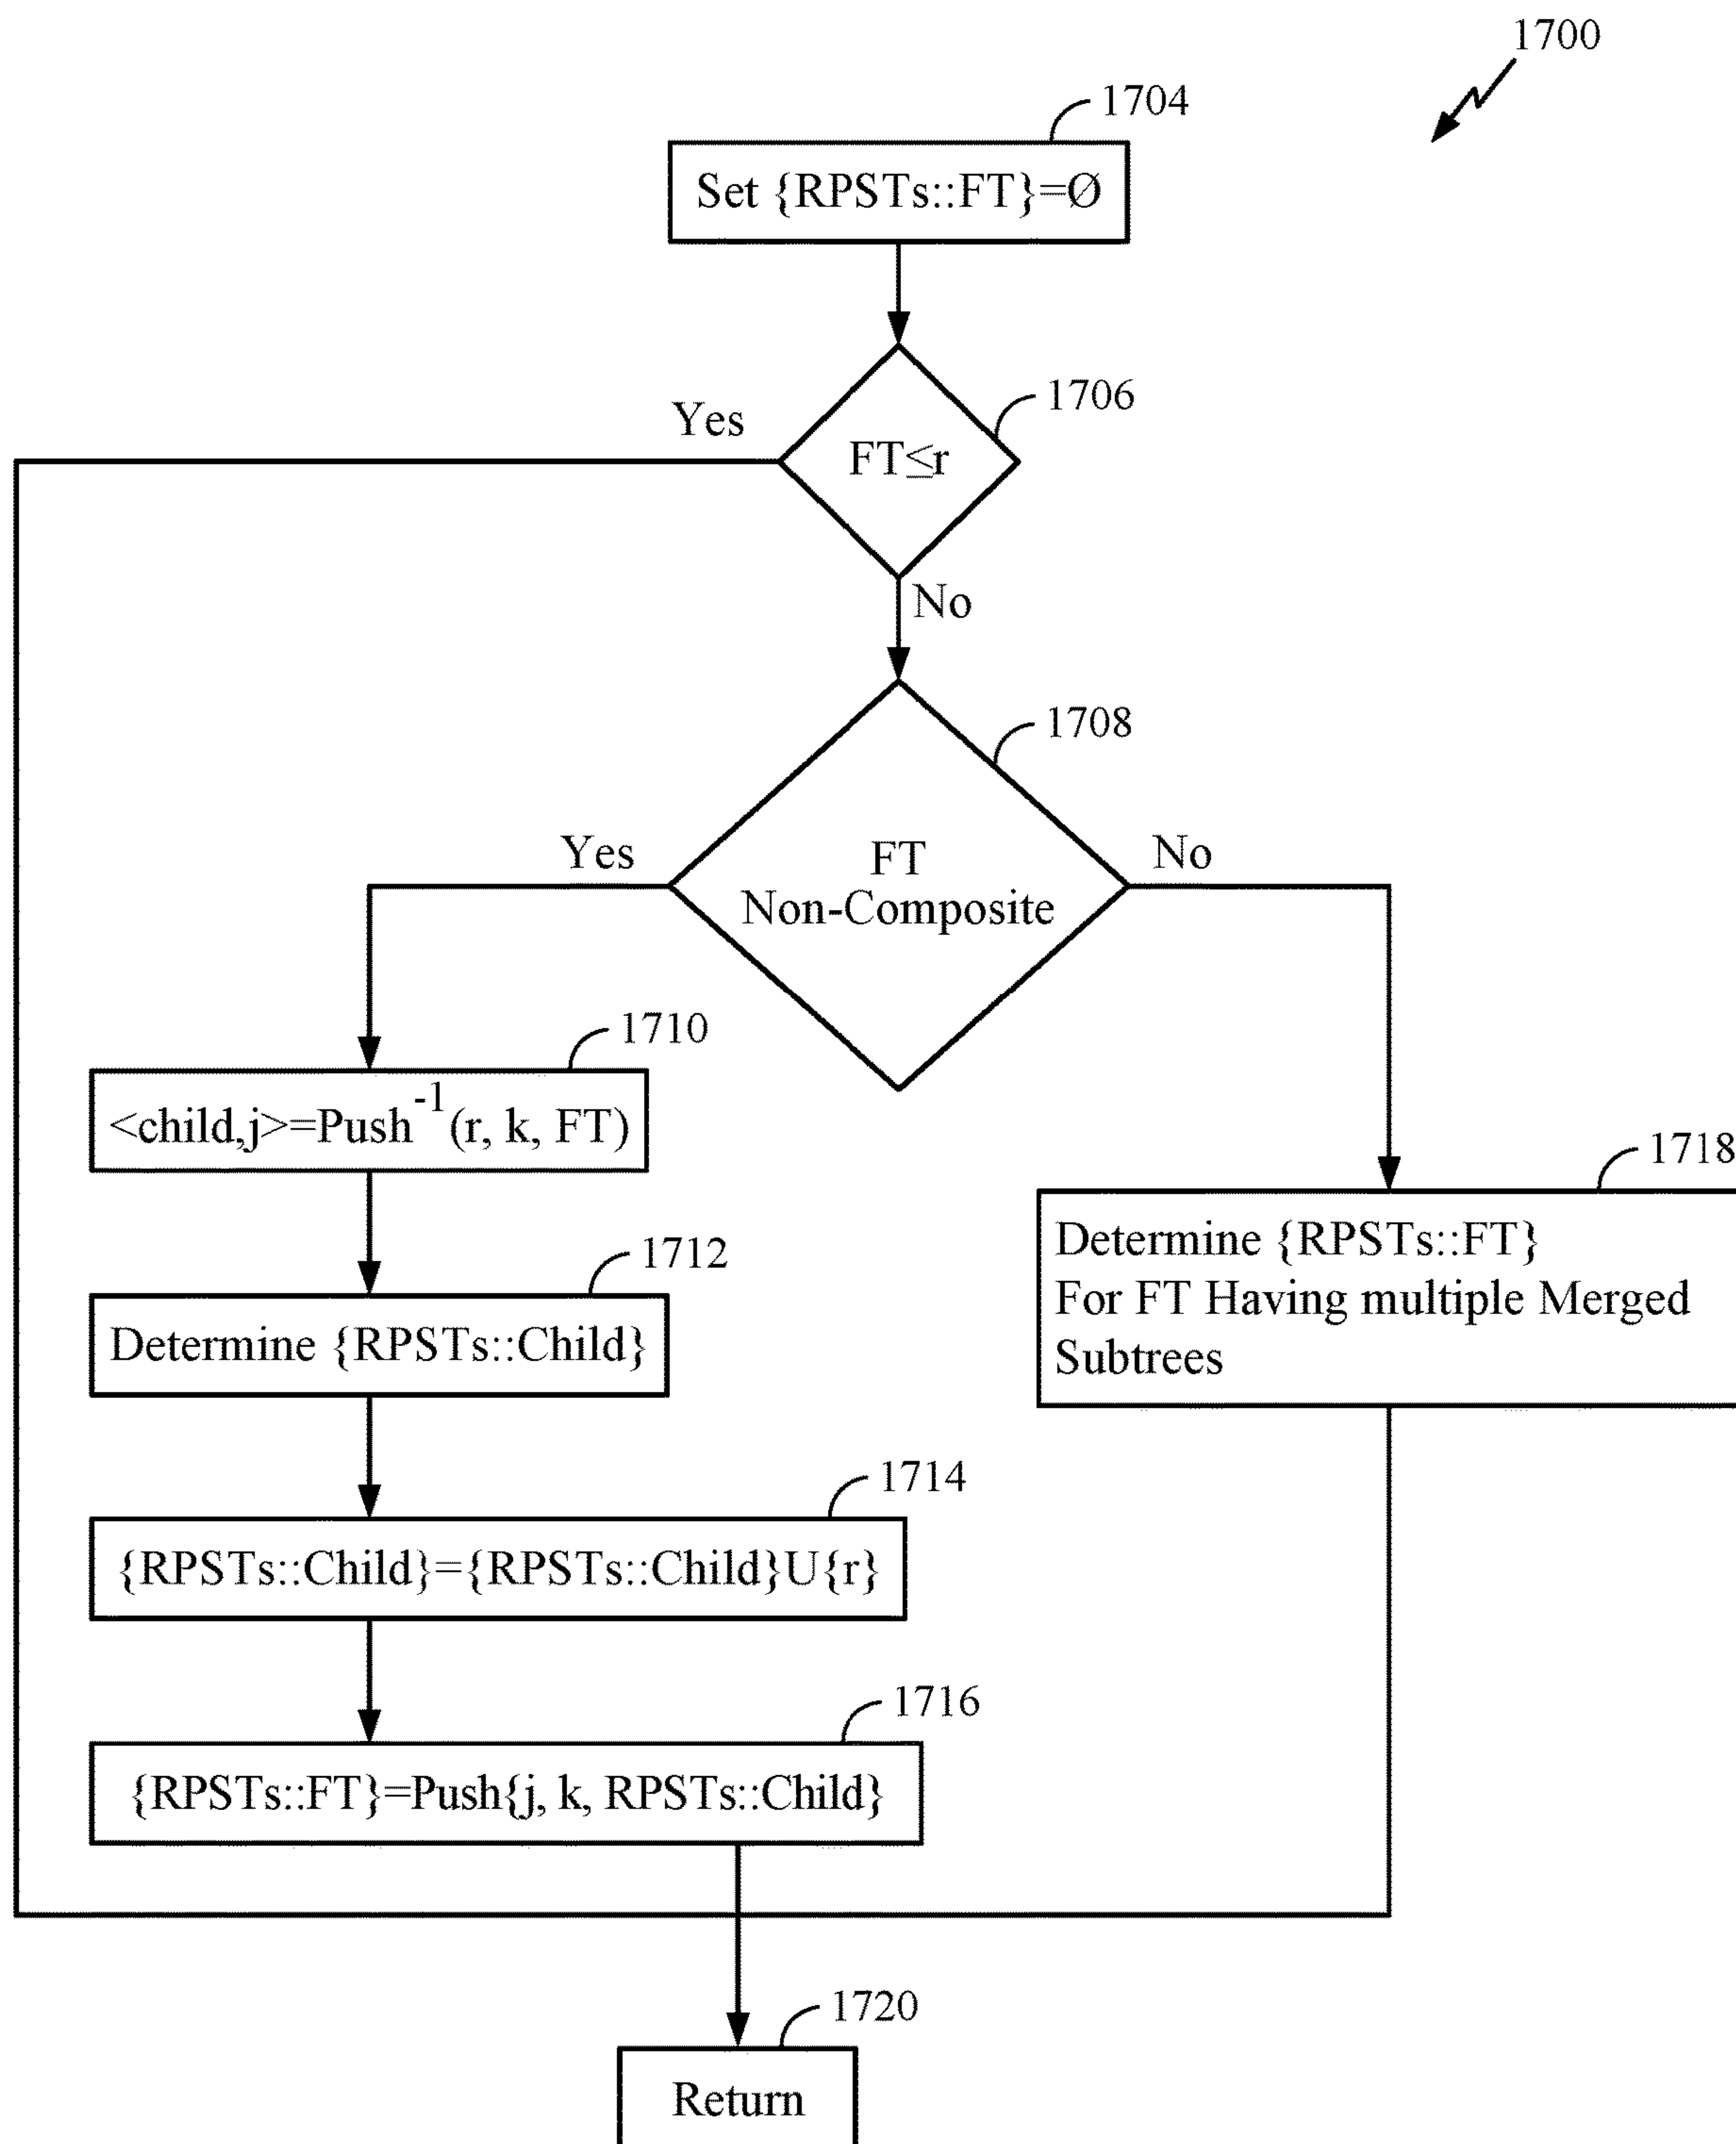 1700
1704
Set {RPSTs::FT}=Ø
1706
Yes
FT≤r
No
1708
Yes
FT
No
Non-Composite
1710
<child,j>=Push⁻¹(r, k, FT)
1718
Determine {RPSTs::FT}
For FT Having multiple Merged
Subtrees
1712
Determine {RPSTs::Child}
1714
{RPSTs::Child}={RPSTs::Child}U{r}
1716
{RPSTs::FT}=Push{j, k, RPSTs::Child}
1720
Return